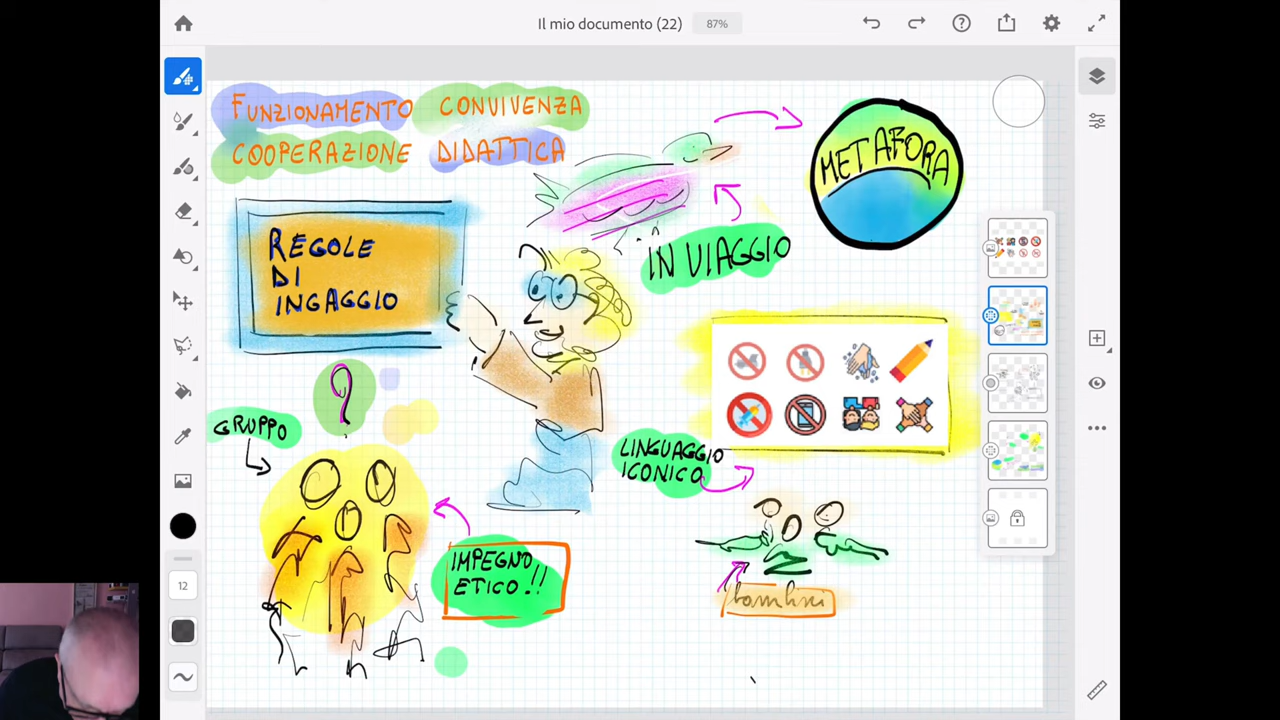 Il mio documento (22)
87%
FUNZIONAMENTO CONVIVENZA
COOPERAZIONE DIDATTICA
METAFORA
REGOLE
DI
INGAGGIO
IN VIAGGIO
?
GRUPPO
LINGUAGGIO
ICONICO
IMPEGNO
ETICO!!
bambini
12